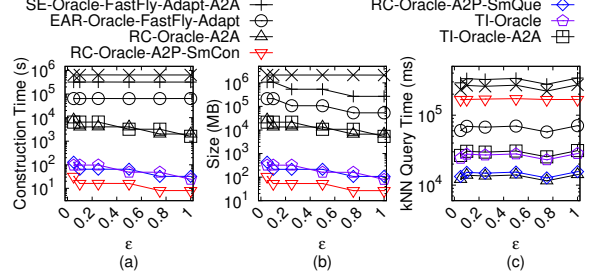 SE-Oracle-FastFly-Adapt-A2A
EAR-Oracle-FastFly-Adapt
RC-Oracle-A2A
RC-Oracle-A2P-SmCon
RC-Oracle-A2P-SmQue
TI-Oracle
TI-Oracle-A2A
Construction Time (s)
10^6
10^5
10^4
10^3
10^2
10^1
0
0.2
0.4
0.6
0.8
1
ε
(a)
Size (MB)
10^6
10^5
10^4
10^3
10^2
10^1
0
0.2
0.4
0.6
0.8
1
ε
(b)
kNN Query Time (ms)
10^5
10^4
0
0.2
0.4
0.6
0.8
1
ε
(c)